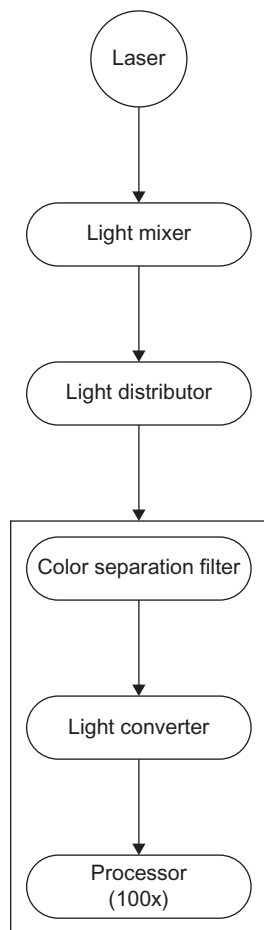 Laser
Light mixer
Light distributor
Color separation filter
Light converter
Processor
(100x)